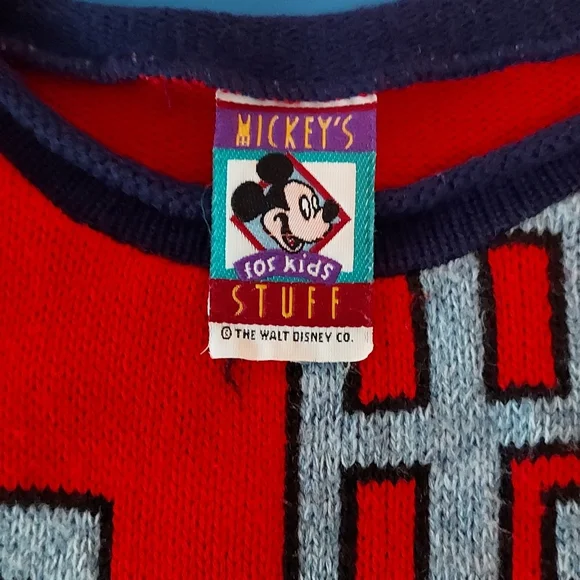 MICKEY'S
for kids
STUFF
© THE WALT DISNEY CO.